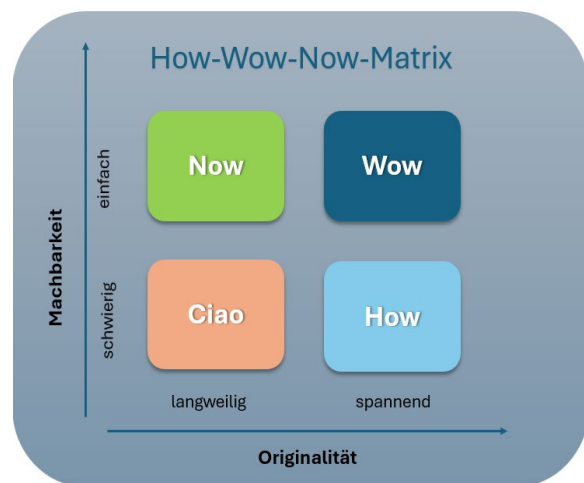 How-Wow-Now-Matrix
Machbarkeit
einfach
Now
Wow
schwierig
Ciao
How
langweilig
spannend
Originalität